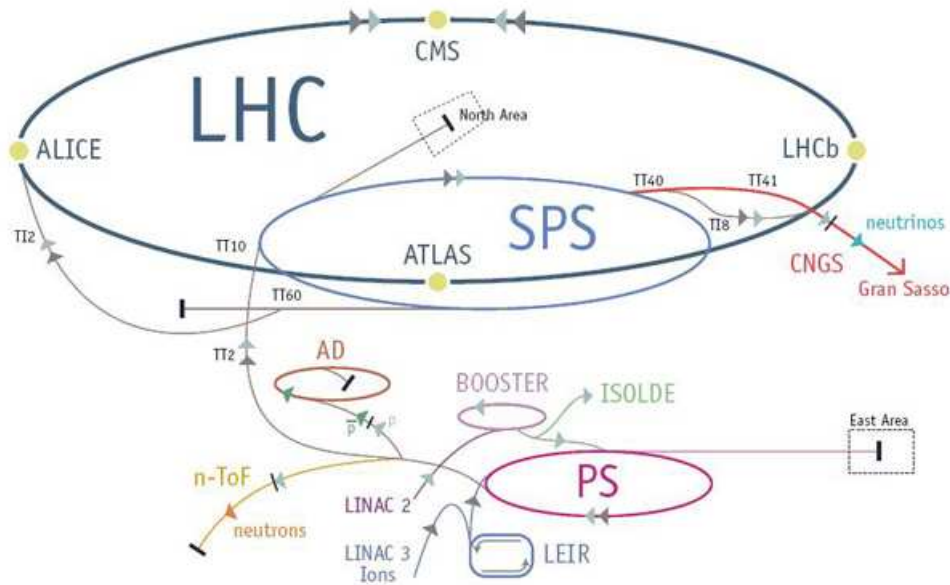 CMS
LHC
North Area
ALICE
LHCb
TT40
TT41
TI8
SPS
neutrinos
TI2
TT10
ATLAS
CNGS
Gran Sasso
TT60
TT2
AD
BOOSTER
ISOLDE
p
p
East Area
n-ToF
PS
LINAC 2
neutrons
LINAC 3
Ions
LEIR